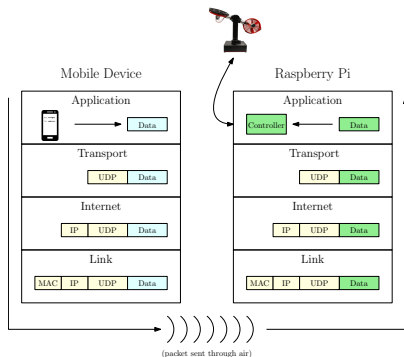 Mobile Device
Application
Data
Transport
UDP Data
Internet
IP UDP Data
Link
MAC IP UDP Data
Raspberry Pi
Application
Controller Data
Transport
UDP Data
Internet
IP UDP Data
Link
MAC IP UDP Data
(packet sent through air)